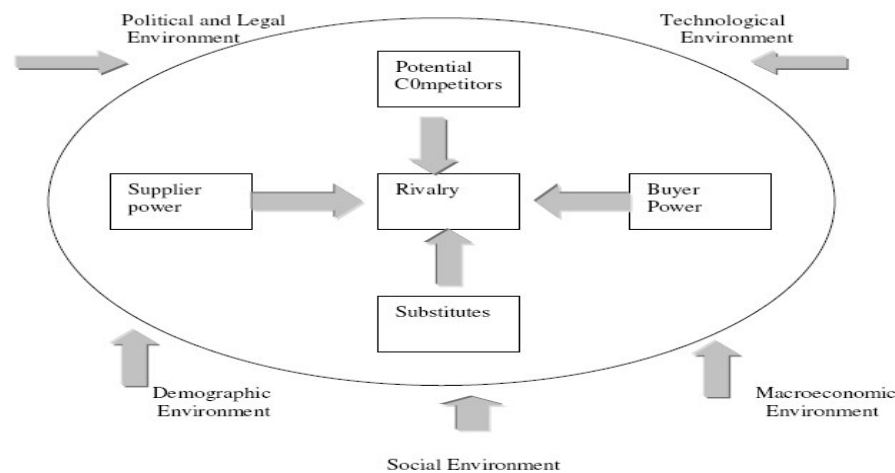 Political and Legal
Environment
Technological
Environment
Potential
C0mpetitors
Supplier
power
Rivalry
Buyer
Power
Substitutes
Demographic
Environment
Macroeconomic
Environment
Social Environment